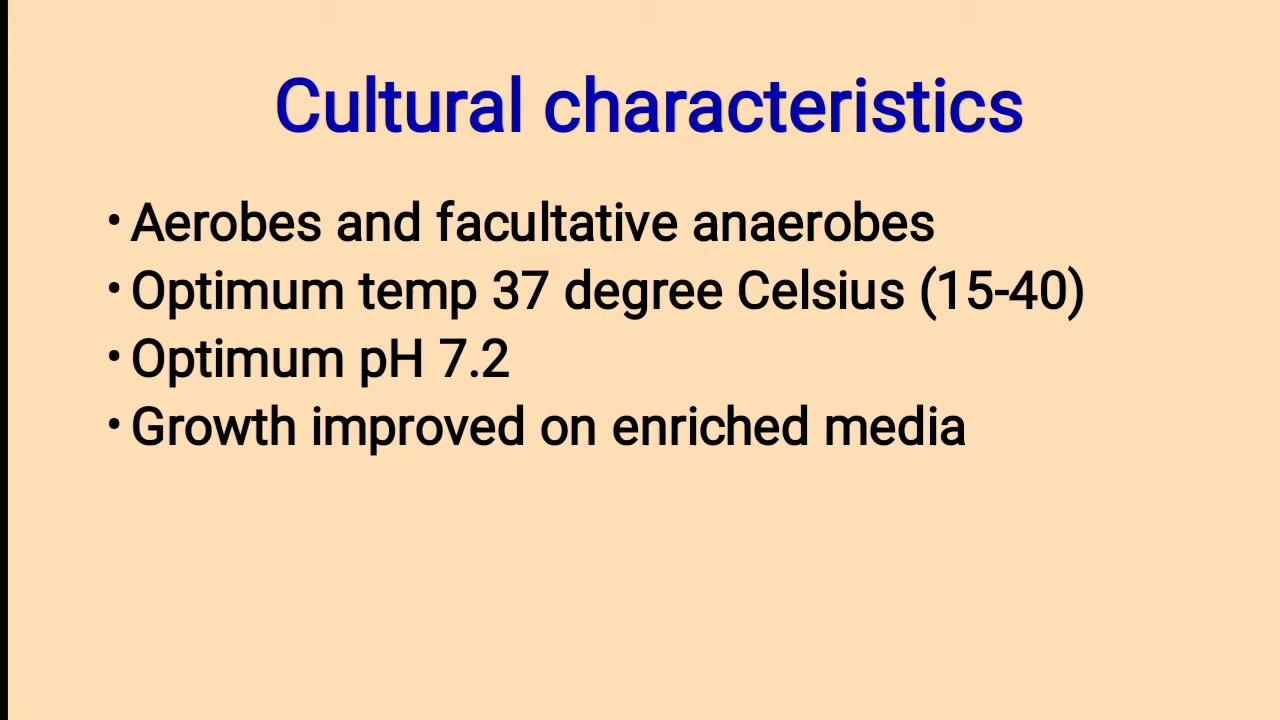 Cultural characteristics
• Aerobes and facultative anaerobes
• Optimum temp 37 degree Celsius (15-40)
• Optimum pH 7.2
• Growth improved on enriched media